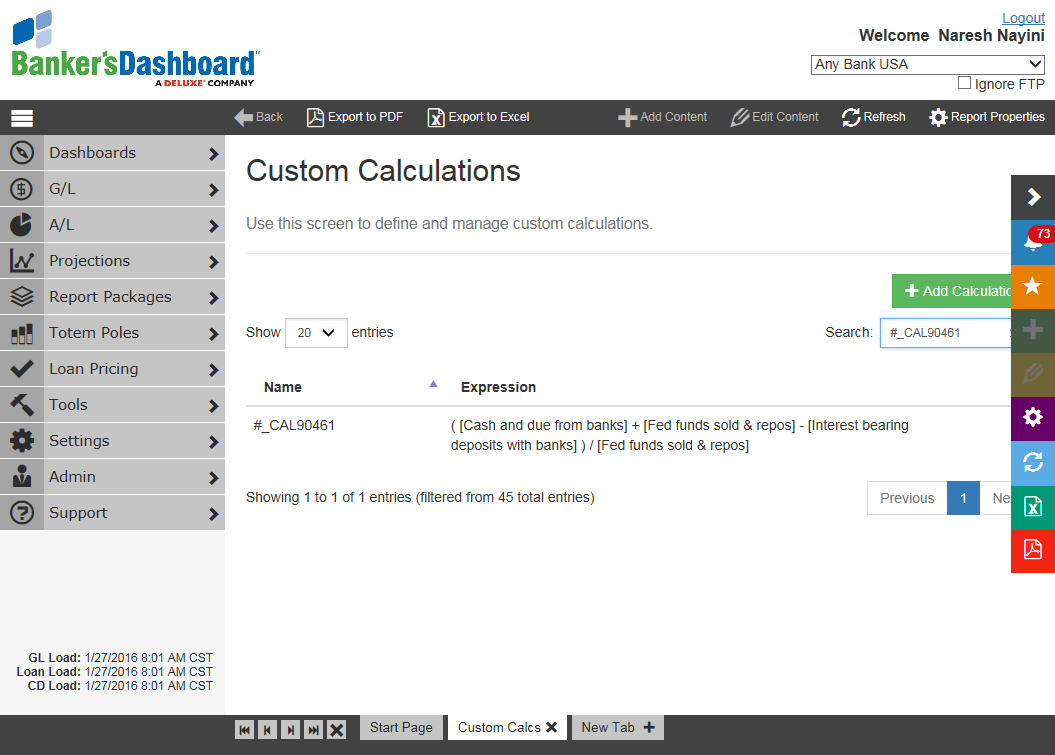 Logout
Welcome Naresh Nayini
Banker'sDashboard
A DELUXE COMPANY
Any Bank USA
Ignore FTP
Back Export to PDF Export to Excel Add Content Edit Content Refresh Report Properties
Dashboards
G/L
A/L
Projections
Report Packages
Totem Poles
Loan Pricing
Tools
Settings
Admin
Support
GL Load: 1/27/2016 8:01 AM CST
Loan Load: 1/27/2016 8:01 AM CST
CD Load: 1/27/2016 8:01 AM CST
Custom Calculations
Use this screen to define and manage custom calculations.
73
Add Calculatio
Show 20 entries
Search: #_CAL90461
Name Expression
#_CAL90461 ( [Cash and due from banks] + [Fed funds sold & repos] - [Interest bearing
deposits with banks] ) / [Fed funds sold & repos]
Showing 1 to 1 of 1 entries (filtered from 45 total entries)
Previous 1 Ne
Start Page Custom Calcs New Tab